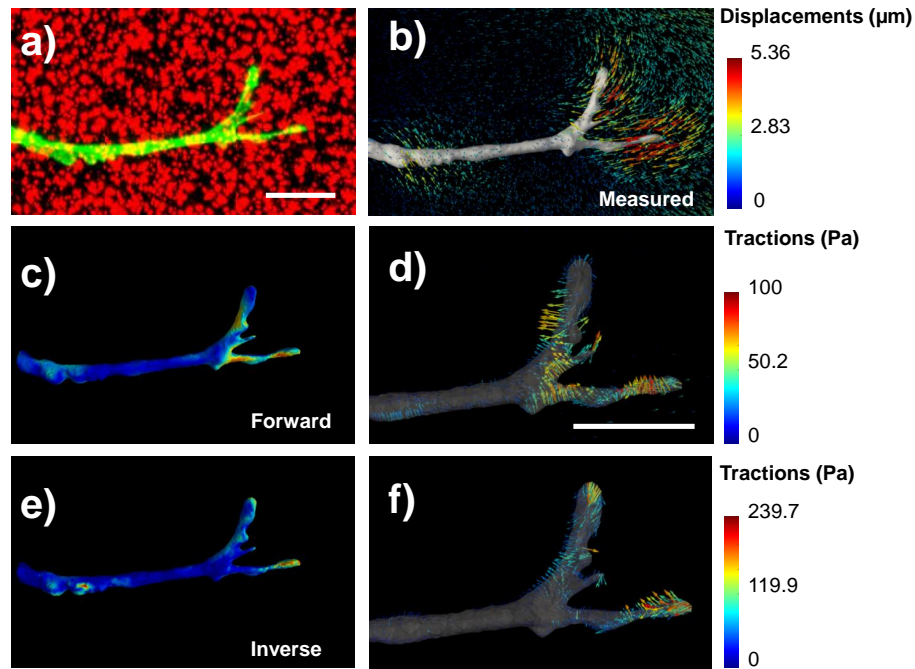 a)
b)
Displacements (µm)
5.36
2.83
0
Measured
c)
Forward
d)
Tractions (Pa)
100
50.2
0
e)
Inverse
f)
Tractions (Pa)
239.7
119.9
0